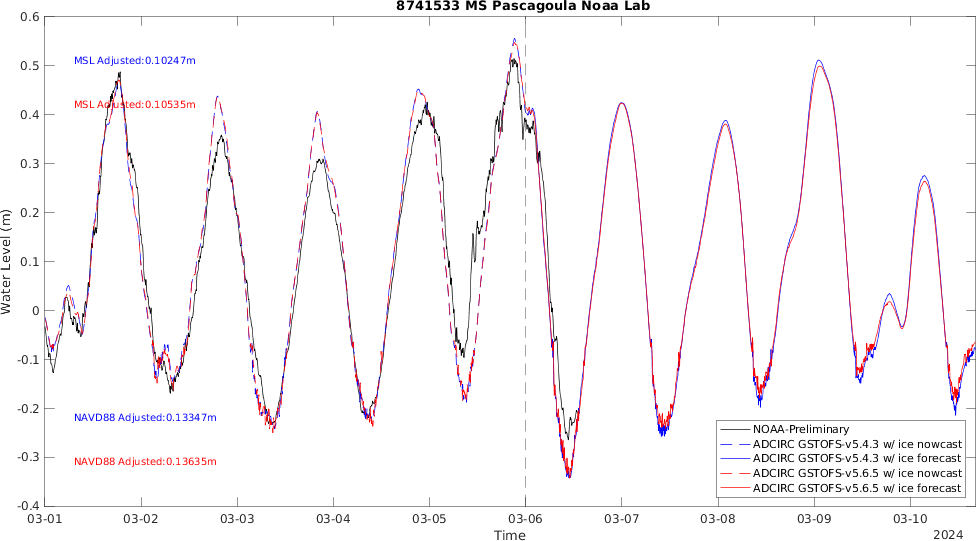 8741533 MS Pascagoula Noaa Lab
0.6
0.5
0.4
0.3
0.2
0.1
0
-0.1
-0.2
-0.3
-0.4
Water Level (m)
MSL Adjusted:0.10247m
MSL Adjusted:0.10535m
NAVD88 Adjusted:0.13347m
NAVD88 Adjusted:0.13635m
NOAA-Preliminary
ADCIRC GSTOFS-v5.4.3 w/ ice nowcast
ADCIRC GSTOFS-v5.4.3 w/ ice forecast
ADCIRC GSTOFS-v5.6.5 w/ ice nowcast
ADCIRC GSTOFS-v5.6.5 w/ ice forecast
03-01 03-02 03-03 03-04 03-05 03-06 03-07 03-08 03-09 03-10
Time
2024